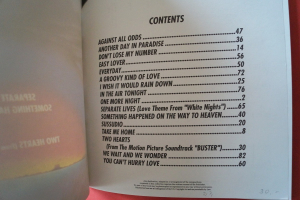 CONTENTS
AGAINST ALL ODDS 47
ANOTHER DAY IN PARADISE 36
DON'T LOSE MY NUMBER 14
EASY LOVER 56
EVERYDAY 50
A GROOVY KIND OF LOVE 72
I WISH IT WOULD RAIN DOWN 25
IN THE AIR TONIGHT 76
ONE MORE NIGHT 2
SEPARATE LIVES (Love Theme From "White Nights") 65
SOMETHING HAPPENED ON THE WAY TO HEAVEN 40
SUSSUDIO 20
TAKE ME HOME 8
TWO HEARTS
(From The Motion Picture Soundtrack "BUSTER") 30
WE WAIT AND WE WONDER 82
YOU CAN'T HURRY LOVE 60